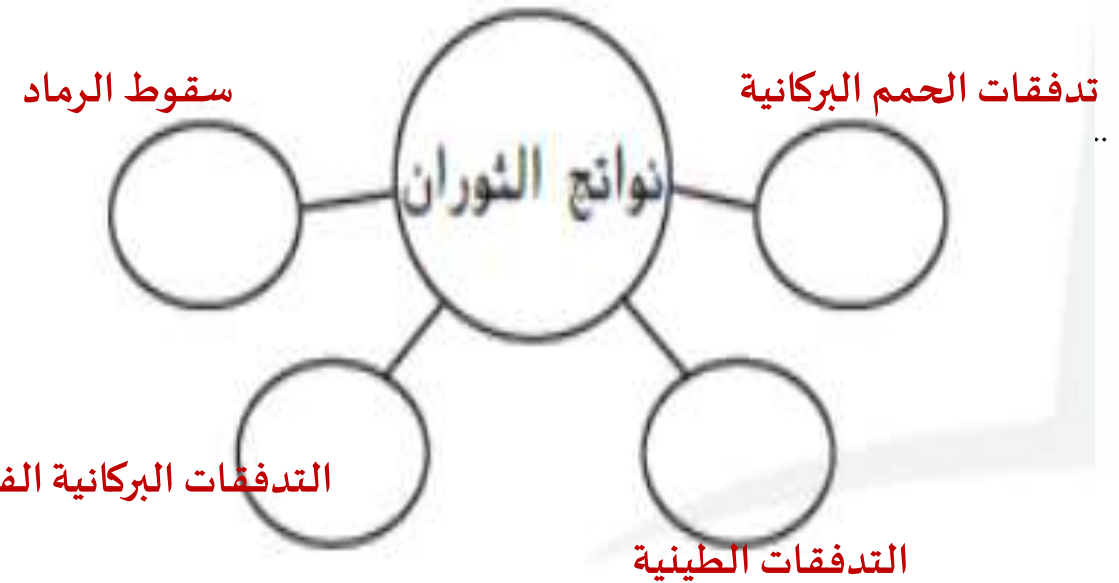 تدفقات الحمم البركانية
سقوط الرماد
..
نواتج الثوران
التدفقات البركانية
التدفقات الطينية